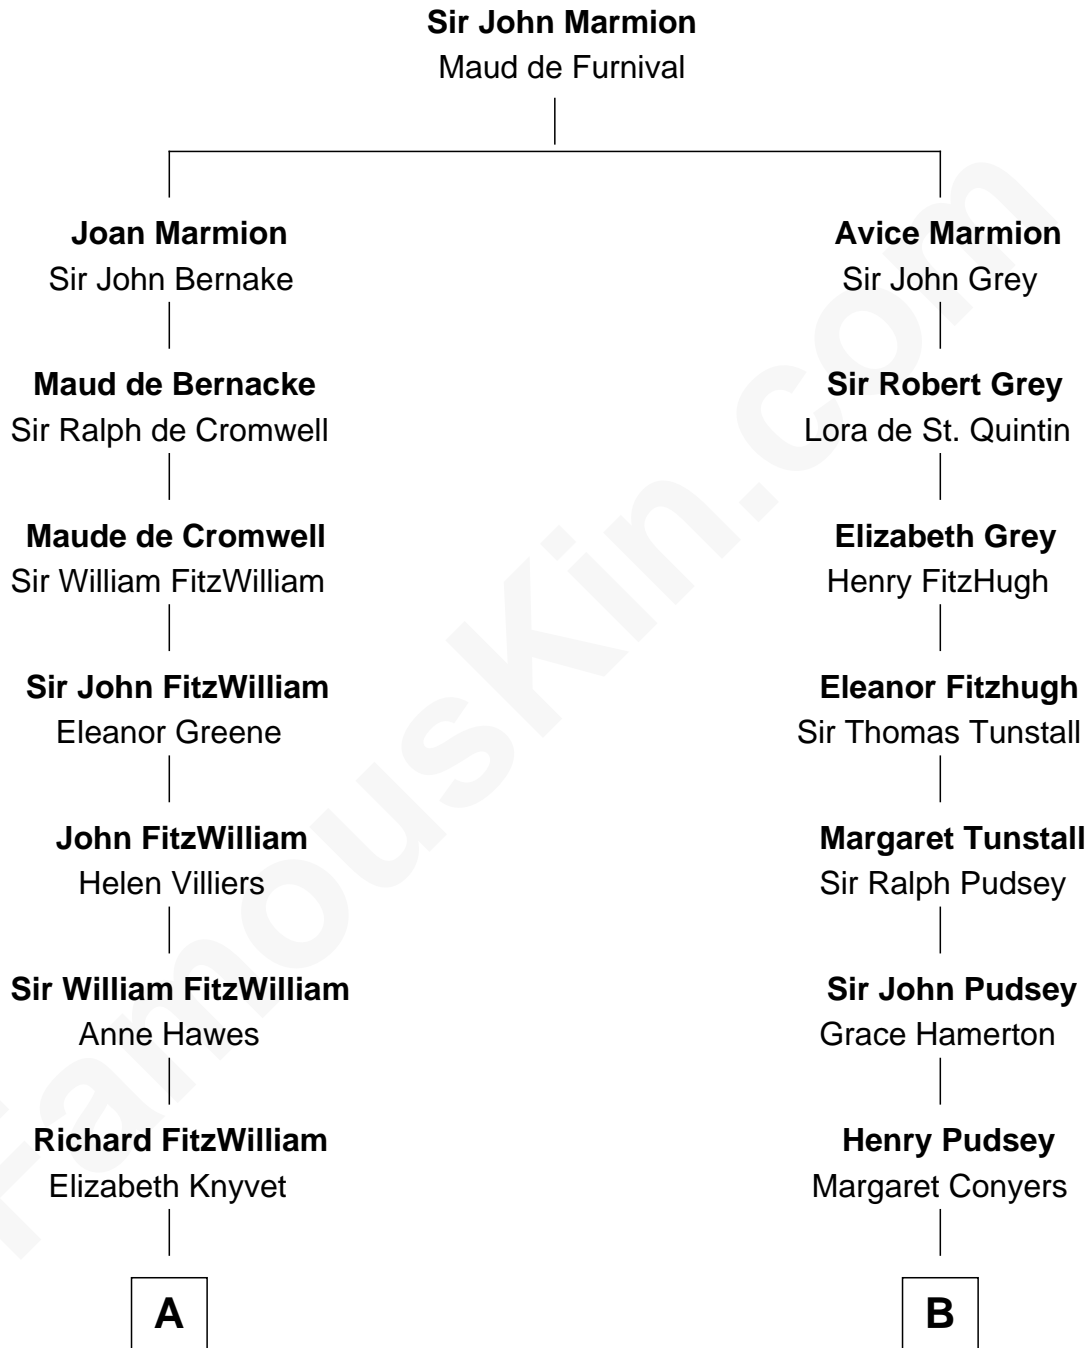 Sir John Marmion
Maud de Furnival
Joan Marmion
Sir John Bernake
Avice Marmion
Sir John Grey
Maud de Bernacke
Sir Ralph de Cromwell
Sir Robert Grey
Lora de St. Quintin
Maude de Cromwell
Sir William FitzWilliam
Elizabeth Grey
Henry FitzHugh
Sir John FitzWilliam
Eleanor Greene
Eleanor Fitzhugh
Sir Thomas Tunstall
John FitzWilliam
Helen Villiers
Margaret Tunstall
Sir Ralph Pudsey
Sir William FitzWilliam
Anne Hawes
Sir John Pudsey
Grace Hamerton
Richard FitzWilliam
Elizabeth Knyvet
Henry Pudsey
Margaret Conyers
A
B
FamousKin.com